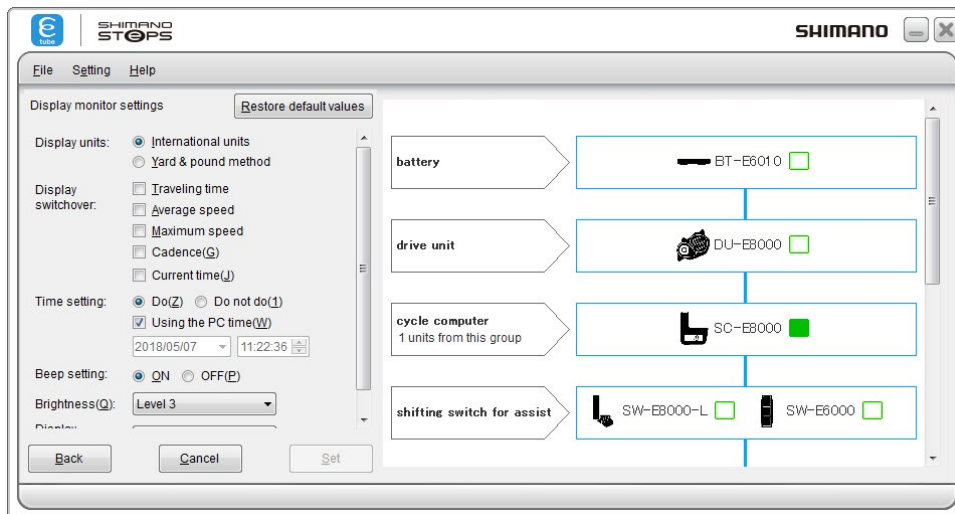 E
tube
SHIMANO
STEPS
SHIMANO
File Setting Help
Display monitor settings
Restore default values
Display units:
International units
Yard & pound method
Display
switchover:
Traveling time
Average speed
Maximum speed
Cadence(G)
Current time(J)
Time setting:
Do(Z) Do not do(1)
Using the PC time(W)
2018/05/07 11:22:36
Beep setting:
ON OFF(P)
Brightness(Q):
Level 3
Display
Back Cancel Set
battery
BT-E6010
drive unit
DU-E8000
cycle computer
1 units from this group
SC-E8000
shifting switch for assist
SW-E8000-L SW-E6000